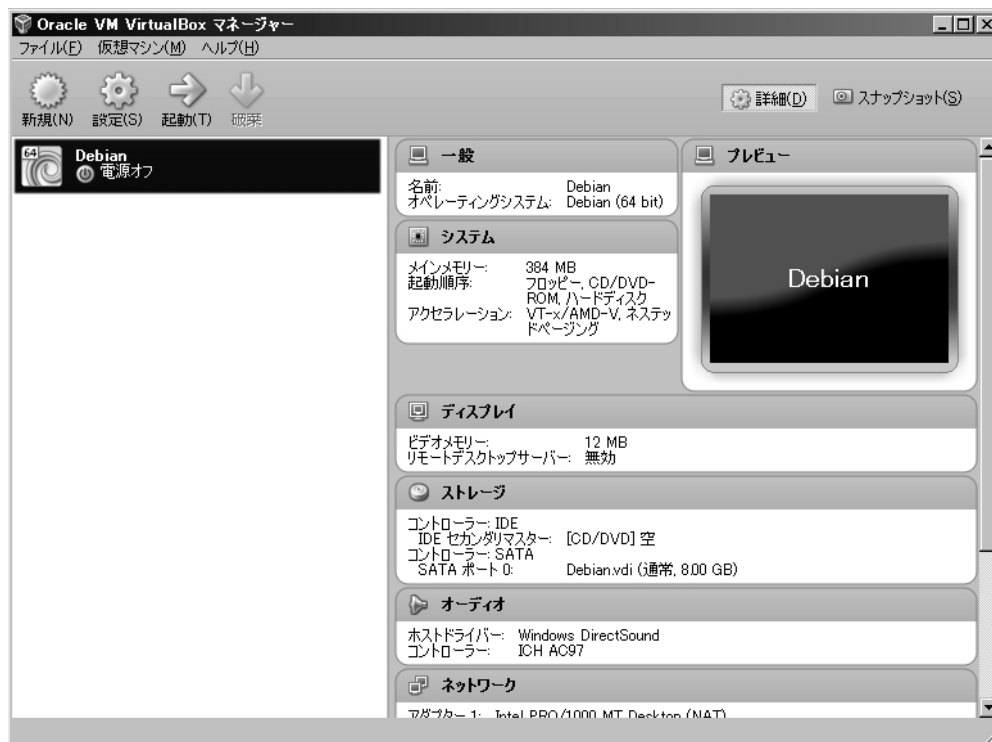 Oracle VM VirtualBox マネージャー
ファイル(F) 仮想マシン(M) ヘルプ(H)
新規(N) 設定(S) 起動(T) 破棄
詳細(D) スナップショット(S)
64
Debian
電源オフ
一般
名前: Debian
オペレーティングシステム: Debian (64 bit)
システム
メインメモリー: 384 MB
起動順序: フロッピー, CD/DVD-
ROM, ハードディスク
アクセラレーション: VT-x/AMD-V, ネステッ
ドページング
プレビュー
Debian
ディスプレイ
ビデオメモリー: 12 MB
リモートデスクトップサーバー: 無効
ストレージ
コントローラー: IDE
IDE セカンダリマスター: [CD/DVD] 空
コントローラー: SATA
SATA ポート 0: Debian.vdi (通常, 8.00 GB)
オーディオ
ホストドライバー: Windows DirectSound
コントローラー: ICH AC97
ネットワーク
アダプター 1: Intel PRO/1000 MT Desktop (NAT)